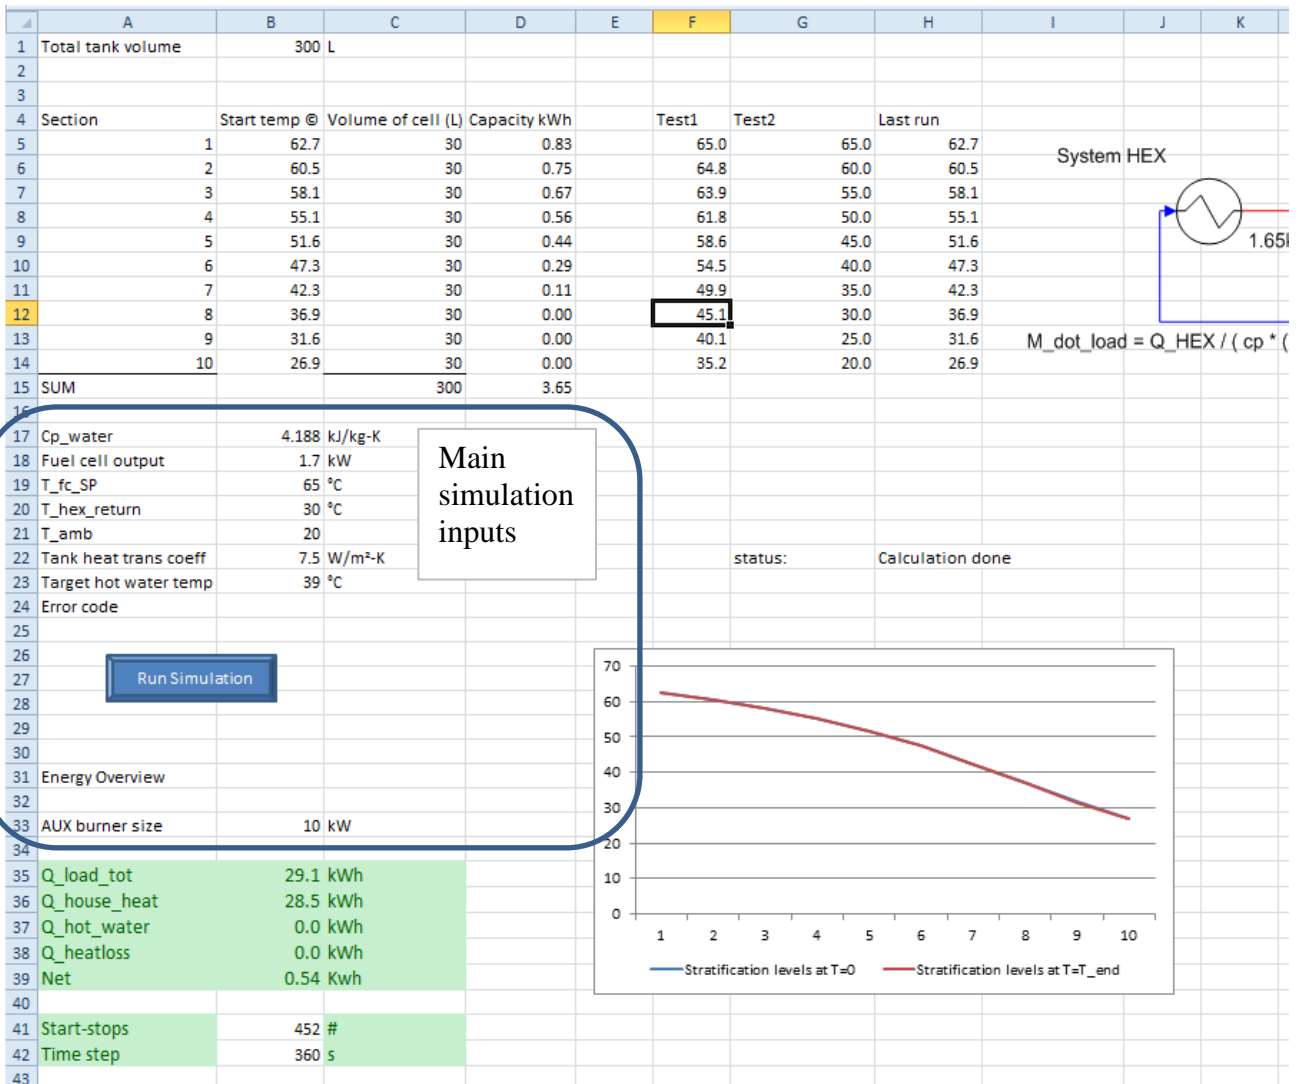 A B C D E F G H I J K
1 Total tank volume 300 L
2
3
4 Section Start temp © Volume of cell (L) Capacity kWh Test1 Test2 Last run
5 1 62.7 30 0.83 65.0 65.0 62.7
System HEX
6 2 60.5 30 0.75 64.8 60.0 60.5
7 3 58.1 30 0.67 63.9 55.0 58.1
8 4 55.1 30 0.56 61.8 50.0 55.1
9 5 51.6 30 0.44 58.6 45.0 51.6
1.65k
10 6 47.3 30 0.29 54.5 40.0 47.3
11 7 42.3 30 0.11 49.9 35.0 42.3
12 8 36.9 30 0.00 45.1 30.0 36.9
13 9 31.6 30 0.00 40.1 25.0 31.6
M_dot_load = Q_HEX / ( cp * (
14 10 26.9 30 0.00 35.2 20.0 26.9
15 SUM 300 3.65
16
17 Cp_water 4.188 kJ/kg-K
18 Fuel cell output 1.7 kW
19 T_fc_SP 65 °C
20 T_hex_return 30 °C
21 T_amb 20
22 Tank heat trans coeff 7.5 W/m²-K status: Calculation done
23 Target hot water temp 39 °C
24 Error code
Main
simulation
inputs
25
26
27 Run Simulation
28
29
30
31 Energy Overview
32
33 AUX burner size 10 kW
34
35 Q_load_tot 29.1 kWh
36 Q_house_heat 28.5 kWh
37 Q_hot_water 0.0 kWh
38 Q_heatloss 0.0 kWh
39 Net 0.54 Kwh
40
41 Start-stops 452 #
42 Time step 360 s
43
70
60
50
40
30
20
10
0
1 2 3 4 5 6 7 8 9 10
Stratification levels at T=0 Stratification levels at T=T_end